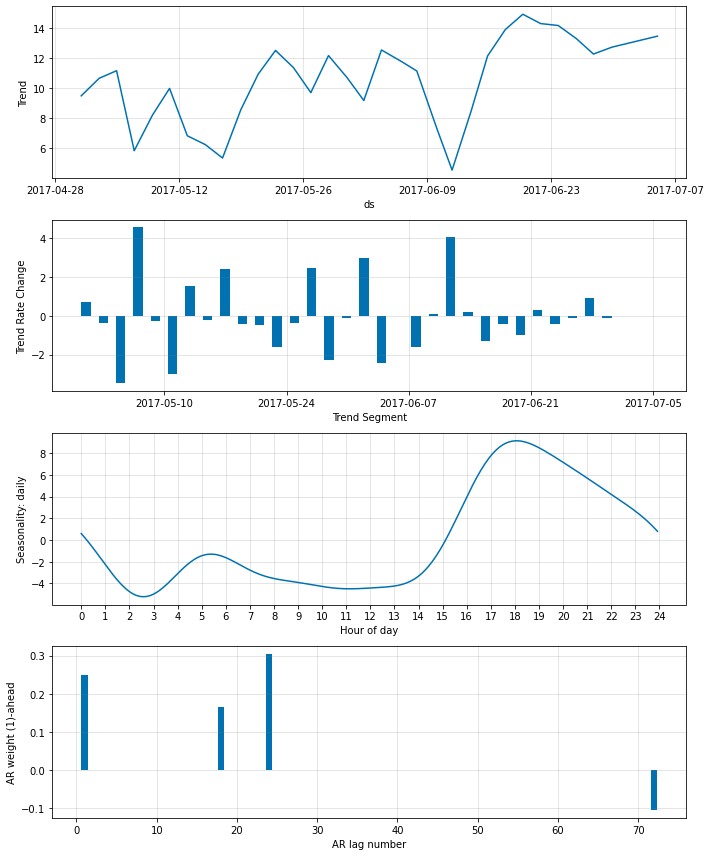 14
12
10
8
6
Trend
2017-04-28 2017-05-12 2017-05-26 2017-06-09 2017-06-23 2017-07-07
ds
4
2
0
−2
Trend Rate Change
2017-05-10 2017-05-24 2017-06-07 2017-06-21 2017-07-05
Trend Segment
8
6
4
2
0
−2
−4
Seasonality: daily
0 1 2 3 4 5 6 7 8 9 10 11 12 13 14 15 16 17 18 19 20 21 22 23 24
Hour of day
0.3
0.2
0.1
0.0
−0.1
AR weight (1)-ahead
0 10 20 30 40 50 60 70
AR lag number